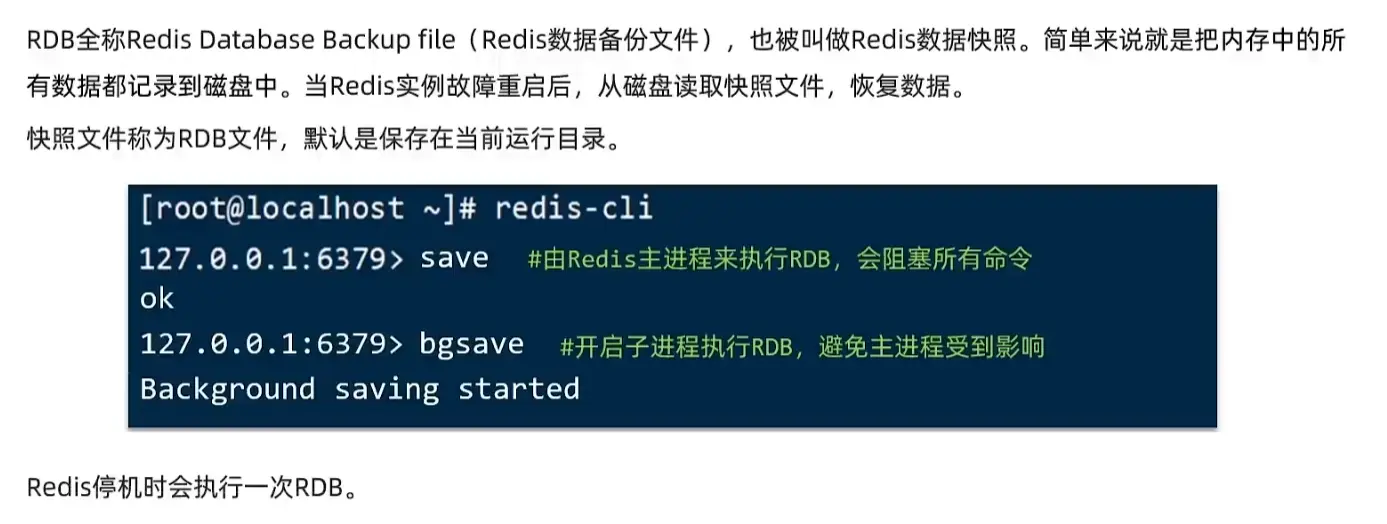 RDB全称Redis Database Backup file（Redis数据备份文件），也被叫做Redis数据快照。简单来说就是把内存中的所
有数据都记录到磁盘中。当Redis实例故障重启后，从磁盘读取快照文件，恢复数据。
快照文件称为RDB文件，默认是保存在当前运行目录。
[root@localhost ~]# redis-cli
127.0.0.1:6379> save #由Redis主进程来执行RDB，会阻塞所有命令
ok
127.0.0.1:6379> bgsave #开启子进程执行RDB，避免主进程受到影响
Background saving started
Redis停机时会执行一次RDB。